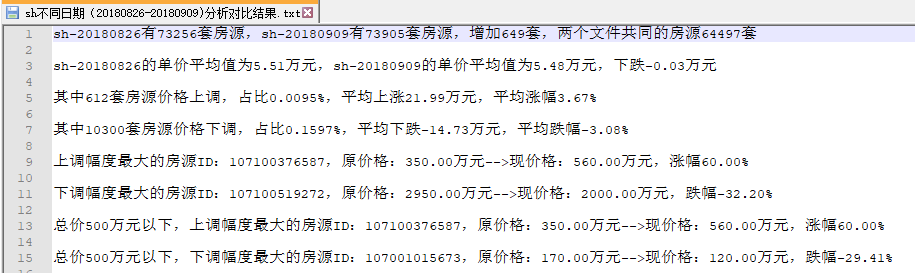 sh不同日期（20180826-20180909)分析对比结果.txt
1 sh-20180826有73256套房源，sh-20180909有73905套房源，增加649套，两个文件共同的房源64497套
2
3 sh-20180826的单价平均值为5.51万元，sh-20180909的单价平均值为5.48万元，下跌-0.03万元
4
5 其中612套房源价格上调，占比0.0095%，平均上涨21.99万元，平均涨幅3.67%
6
7 其中10300套房源价格下调，占比0.1597%，平均下跌-14.73万元，平均跌幅-3.08%
8
9 上调幅度最大的房源ID：107100376587，原价格：350.00万元-->现价格：560.00万元，涨幅60.00%
10
11 下调幅度最大的房源ID：107100519272，原价格：2950.00万元-->现价格：2000.00万元，跌幅-32.20%
12
13 总价500万元以下，上调幅度最大的房源ID：107100376587，原价格：350.00万元-->现价格：560.00万元，涨幅60.00%
14
15 总价500万元以下，下调幅度最大的房源ID：107001015673，原价格：170.00万元-->现价格：120.00万元，跌幅-29.41%